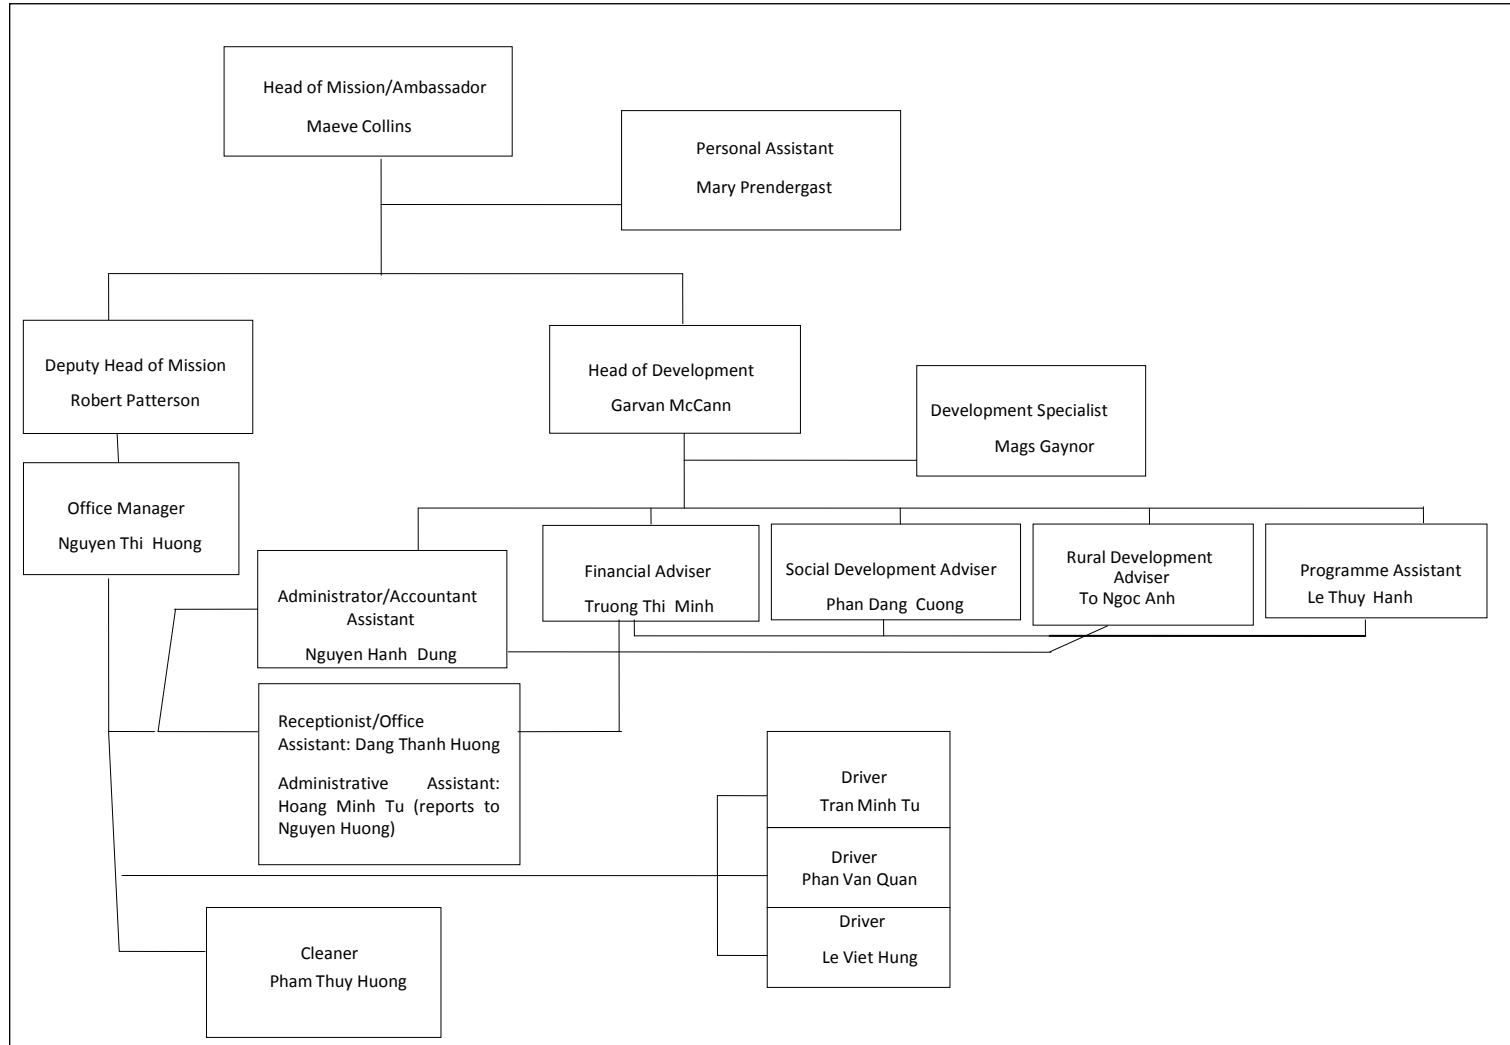 Head of Mission/Ambassador
Maeve Collins
Personal Assistant
Mary Prendergast
Deputy Head of Mission
Robert Patterson
Head of Development
Garvan McCann
Development Specialist
Mags Gaynor
Office Manager
Nguyen Thi Huong
Administrator/Accountant
Assistant
Nguyen Hanh Dung
Financial Adviser
Truong Thi Minh
Social Development Adviser
Phan Dang Cuong
Rural Development
Adviser
To Ngoc Anh
Programme Assistant
Le Thuy Hanh
Receptionist/Office
Assistant: Dang Thanh Huong
Administrative Assistant:
Hoang Minh Tu (reports to
Nguyen Huong)
Driver
Tran Minh Tu
Driver
Phan Van Quan
Driver
Le Viet Hung
Cleaner
Pham Thuy Huong